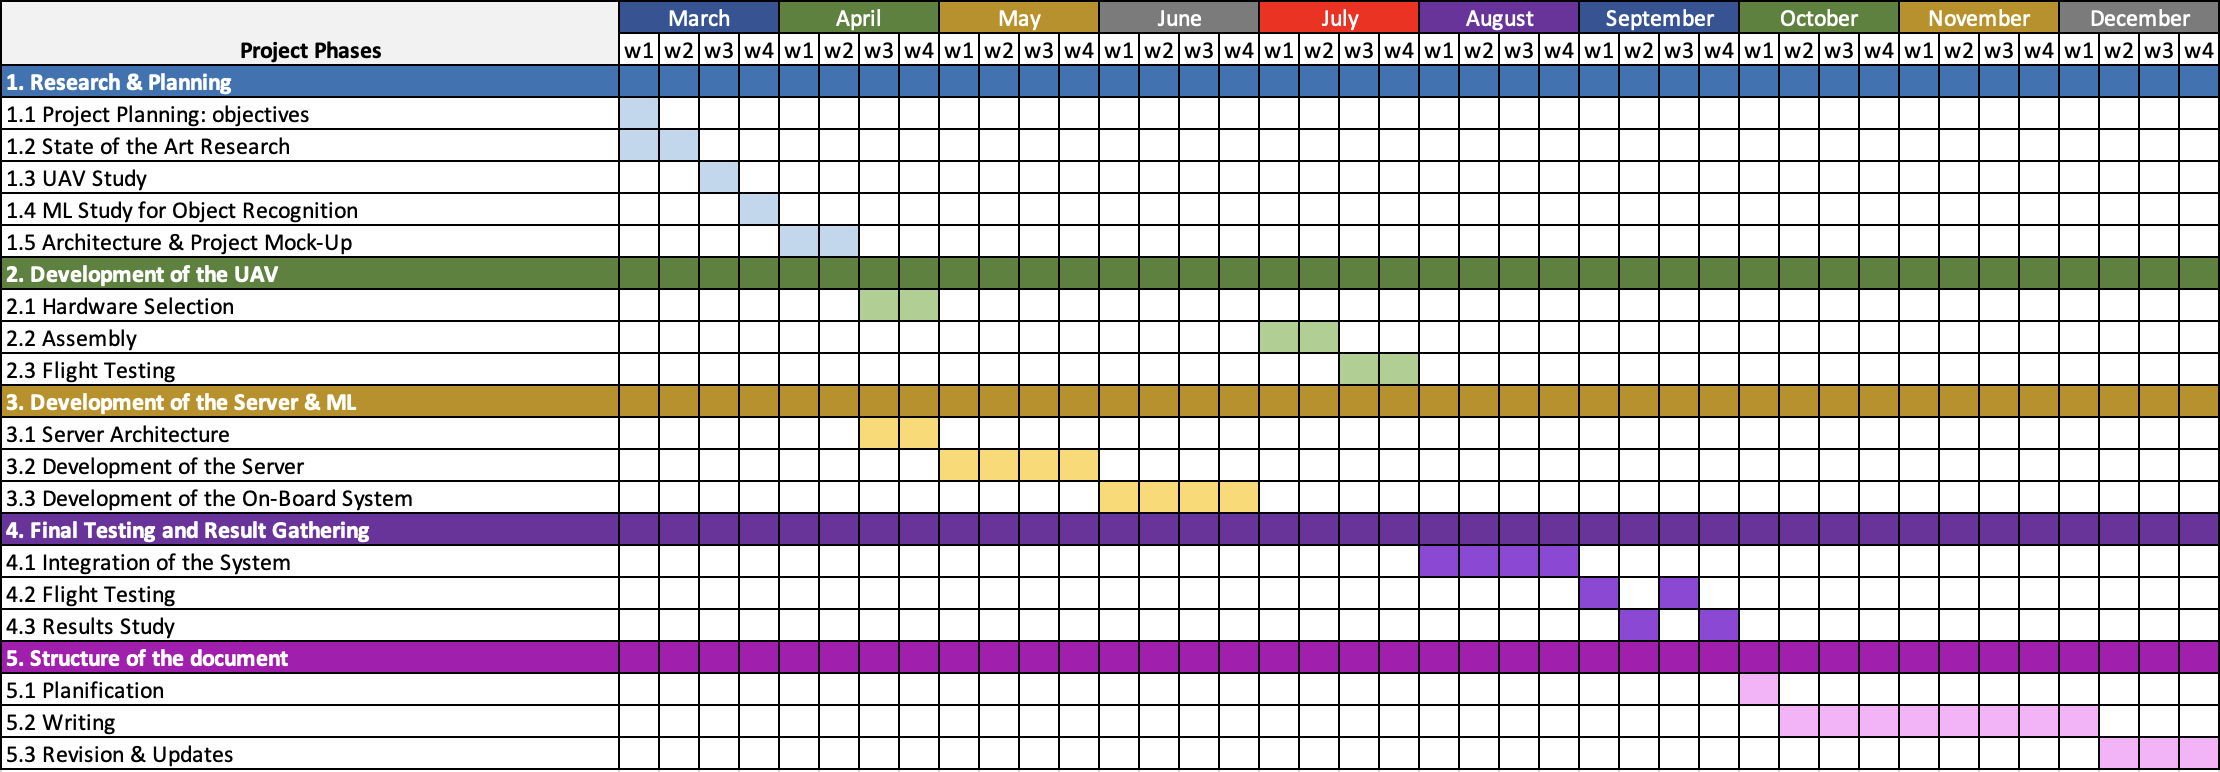 March April May June July August September October November December
Project Phases w1 w2 w3 w4 w1 w2 w3 w4 w1 w2 w3 w4 w1 w2 w3 w4 w1 w2 w3 w4 w1 w2 w3 w4 w1 w2 w3 w4 w1 w2 w3 w4 w1 w2 w3 w4 w1 w2 w3 w4
1. Research & Planning
1.1 Project Planning: objectives
1.2 State of the Art Research
1.3 UAV Study
1.4 ML Study for Object Recognition
1.5 Architecture & Project Mock-Up
2. Development of the UAV
2.1 Hardware Selection
2.2 Assembly
2.3 Flight Testing
3. Development of the Server & ML
3.1 Server Architecture
3.2 Development of the Server
3.3 Development of the On-Board System
4. Final Testing and Result Gathering
4.1 Integration of the System
4.2 Flight Testing
4.3 Results Study
5. Structure of the document
5.1 Planification
5.2 Writing
5.3 Revision & Updates